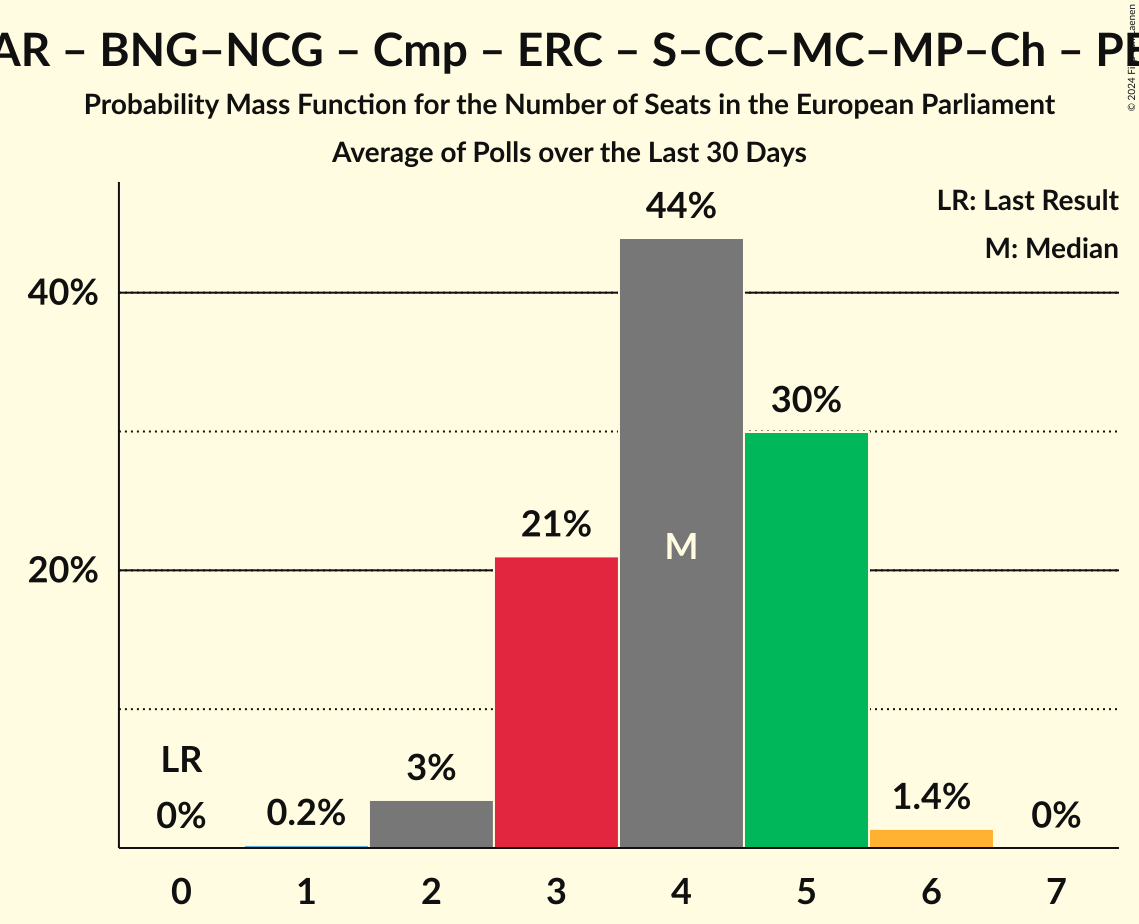 AR – BNG–NCG – Cmp – ERC – S–CC–MC–MP–Ch –
Probability Mass Function for the Number of Seats in the European Parliament
Average of Polls over the Last 30 Days
© 2024
LR: Last Result
M: Median
44%
40%
30%
21%
M
20%
LR
3%
0%
0.2%
1.4%
0%
0 1 2 3 4 5 6 7